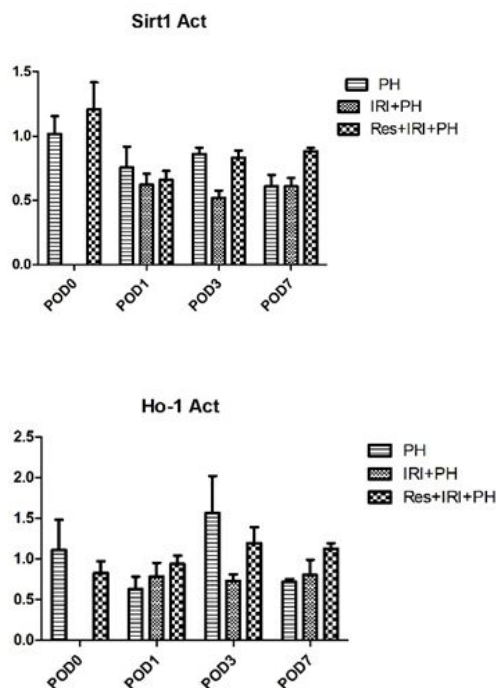 Sirt1 Act
1.5
1.0
0.5
0.0
POD0
POD1
POD3
POD7
PH
IRI+PH
Res+IRI+PH
Ho-1 Act
2.5
2.0
1.5
1.0
0.5
0.0
POD0
POD1
POD3
POD7
PH
IRI+PH
Res+IRI+PH